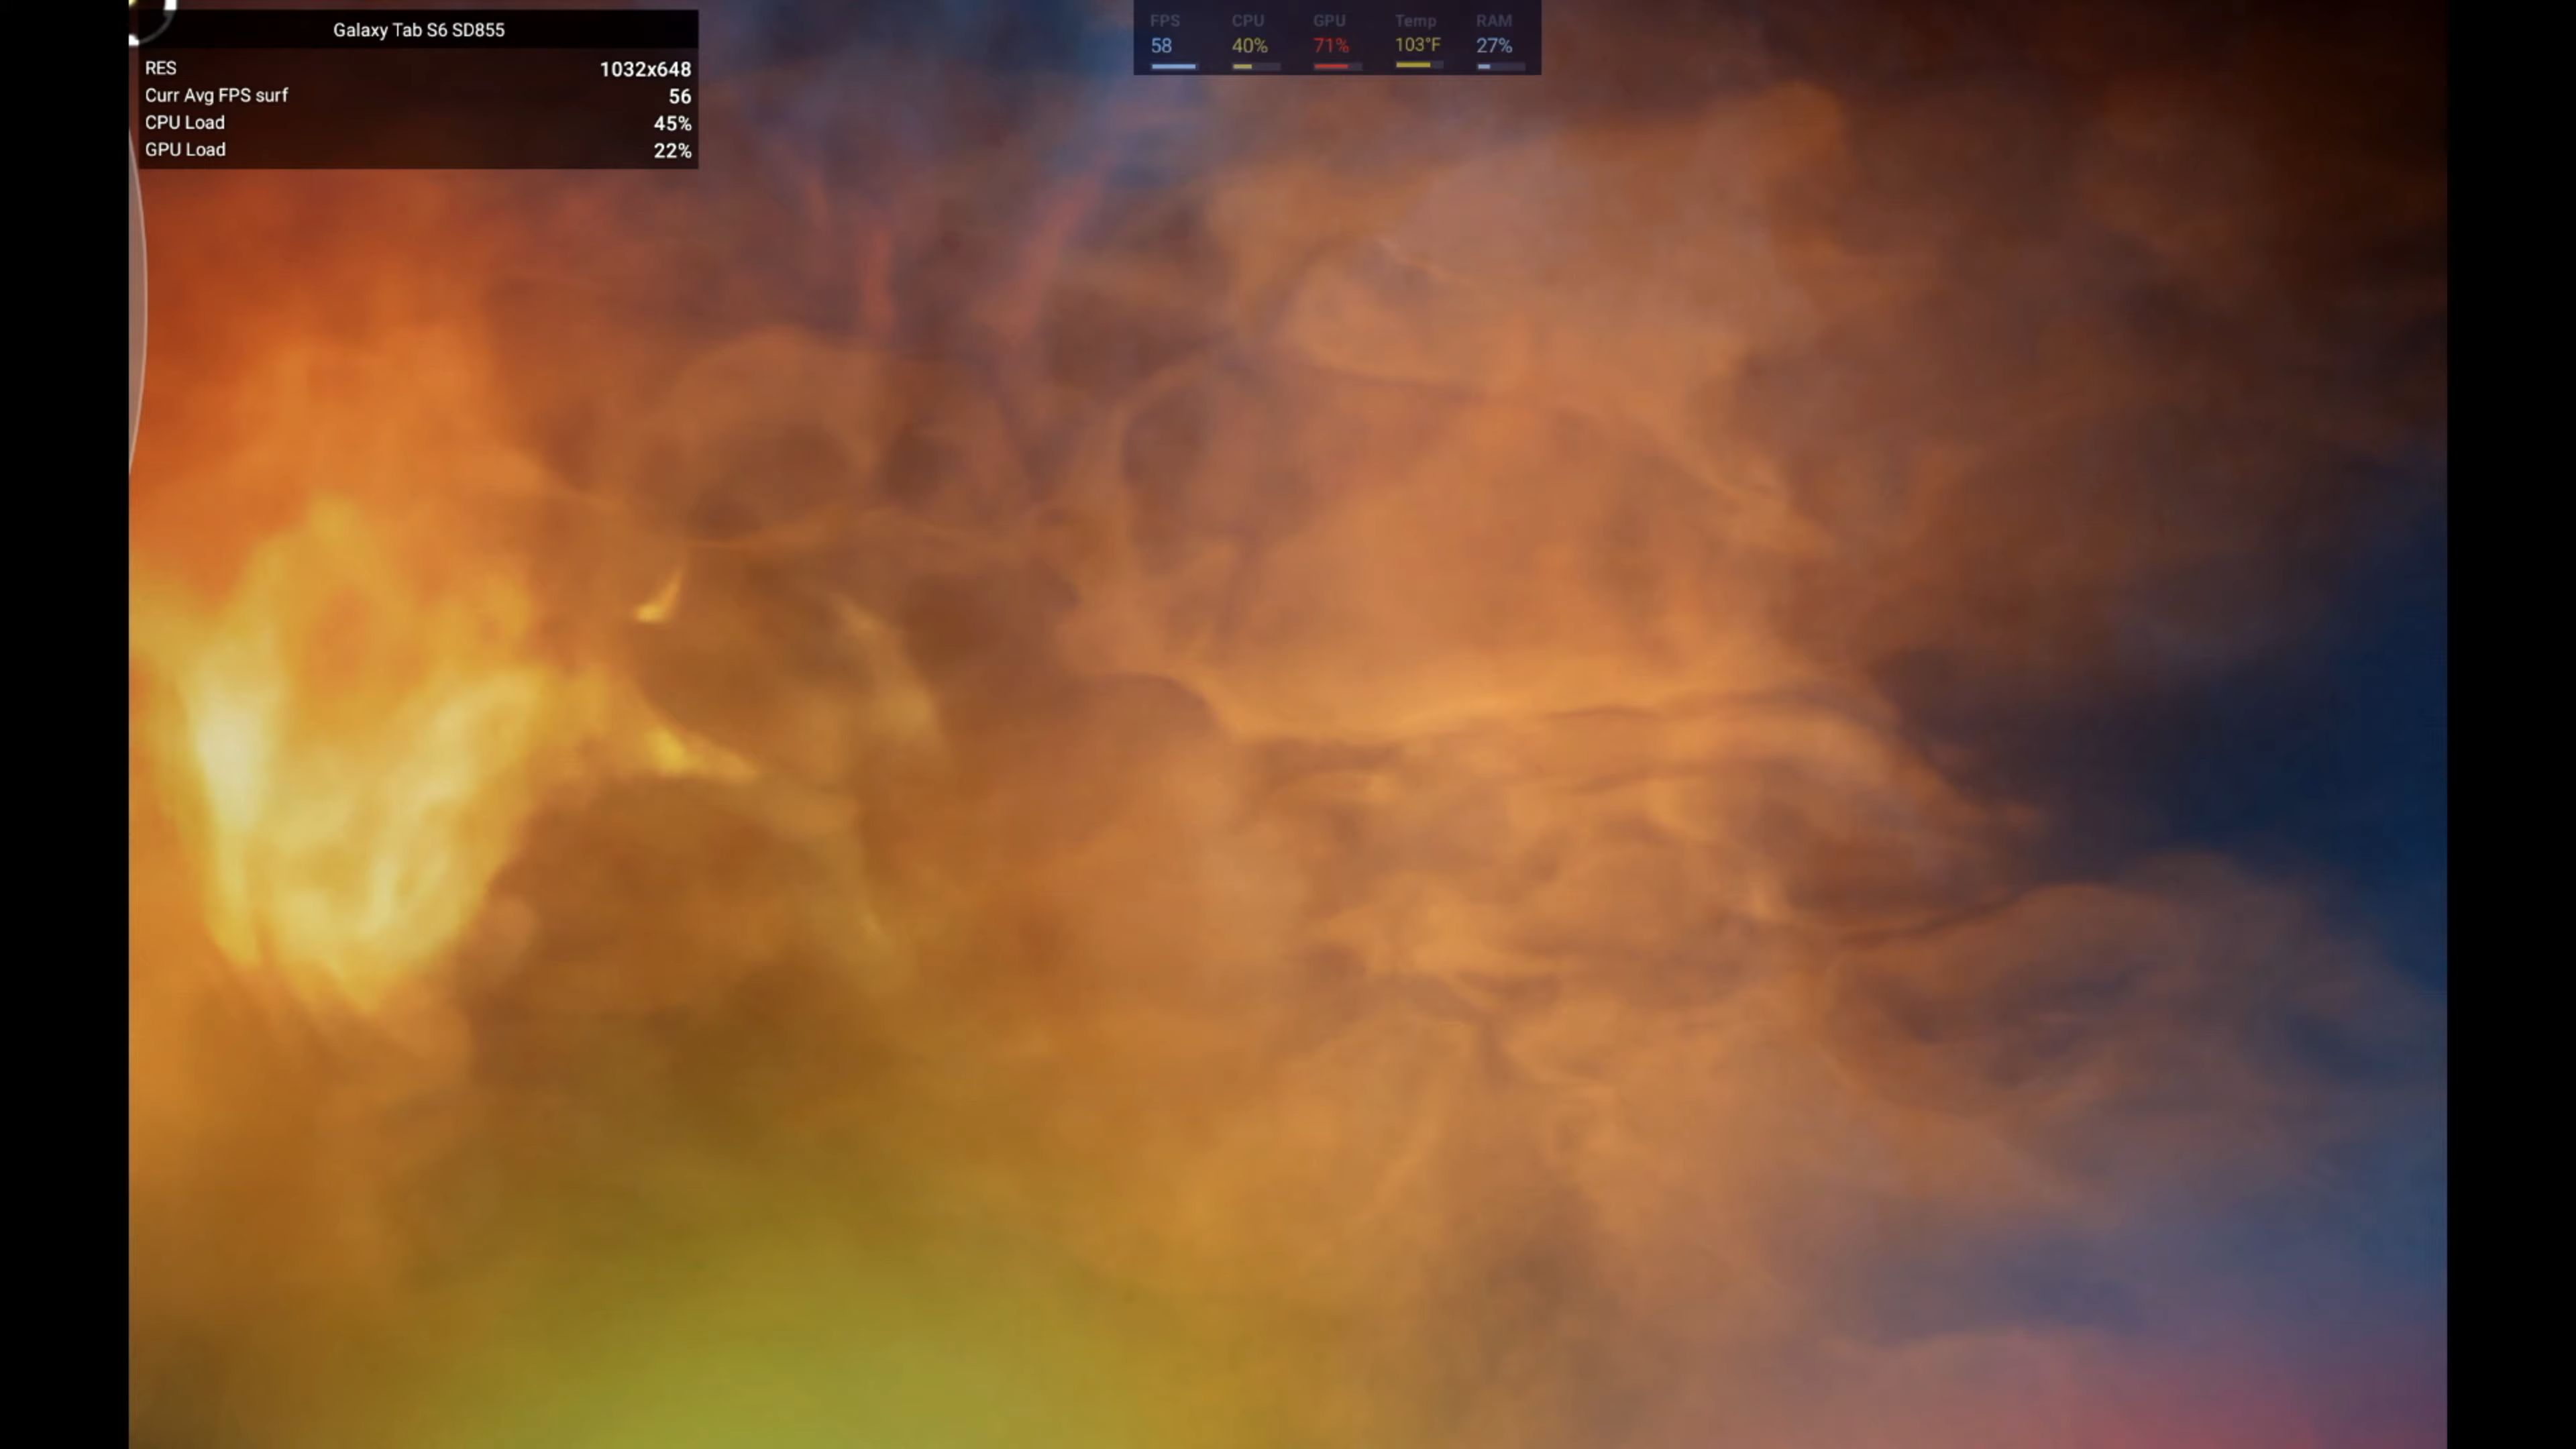 Galaxy Tab S6 SD855
RES 1032x648
Curr Avg FPS surf 56
CPU Load 45%
GPU Load 22%
FPS CPU GPU Temp RAM
58 40% 71% 103°F 27%